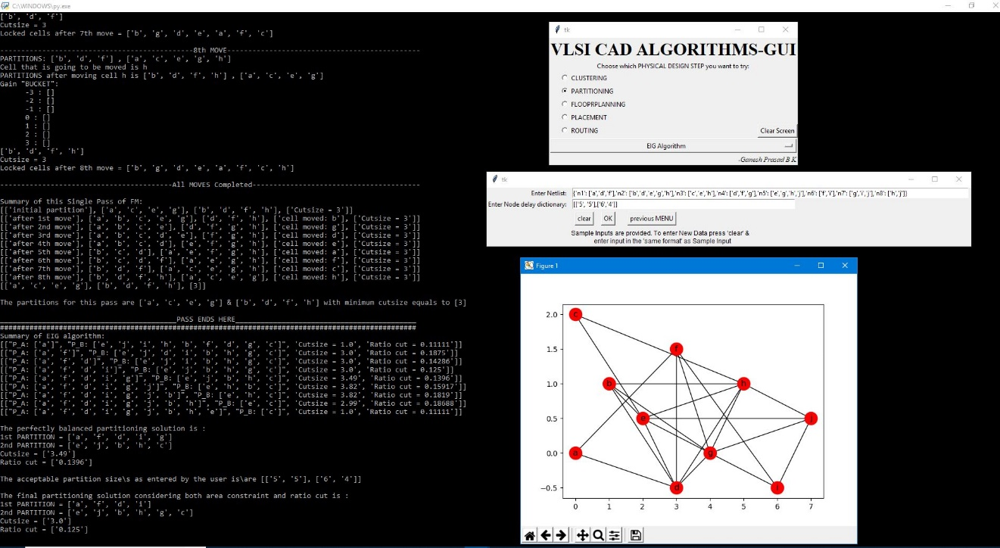 C:\WINDOWS\py.exe
['b', 'd', 'f']
Cutsize = 3
Locked cells after 7th move = ['b', 'g', 'd', 'e', 'a', 'f', 'c']
-----------------------------------------------8th MOVE-----------------------------------------------
PARTITIONS: ['b', 'd', 'f'] , ['a', 'c', 'e', 'g', 'h']
Cell that is going to be moved is h
PARTITIONS after moving cell h is ['b', 'd', 'f', 'h'] , ['a', 'c', 'e', 'g']
Gain "BUCKET":
-3 : []
-2 : []
-1 : []
0 : []
1 : []
2 : []
3 : []
['b', 'd', 'f', 'h']
Cutsize = 3
Locked cells after 8th move = ['b', 'g', 'd', 'e', 'a', 'f', 'c', 'h']
-----------------------------------------All MOVES Completed----------------------------------------
Summary of this Single Pass of FM:
[['initial partition'], ['a', 'c', 'e', 'g'], ['b', 'd', 'f', 'h'], ['Cutsize = 3']]
[['after 1st move'], ['a', 'b', 'c', 'e', 'g'], ['d', 'f', 'h'], ['cell moved: b'], ['Cutsize = 3']]
[['after 2nd move'], ['a', 'b', 'c', 'e'], ['d', 'f', 'g', 'h'], ['cell moved: g'], ['Cutsize = 3']]
[['after 3rd move'], ['a', 'b', 'c', 'd', 'e'], ['f', 'g', 'h'], ['cell moved: d'], ['Cutsize = 3']]
[['after 4th move'], ['a', 'b', 'c', 'd'], ['e', 'f', 'g', 'h'], ['cell moved: e'], ['Cutsize = 3']]
[['after 5th move'], ['b', 'c', 'd'], ['a', 'e', 'f', 'g', 'h'], ['cell moved: a'], ['Cutsize = 3']]
[['after 6th move'], ['b', 'c', 'd', 'f'], ['a', 'e', 'g', 'h'], ['cell moved: f'], ['Cutsize = 3']]
[['after 7th move'], ['b', 'd', 'f'], ['a', 'c', 'e', 'g', 'h'], ['cell moved: c'], ['Cutsize = 3']]
[['after 8th move'], ['b', 'd', 'f', 'h'], ['a', 'c', 'e', 'g'], ['cell moved: h'], ['Cutsize = 3']]
[['a', 'c', 'e', 'g'], ['b', 'd', 'f', 'h'], [3]]
The partitions for this pass are ['a', 'c', 'e', 'g'] & ['b', 'd', 'f', 'h'] with minimum cutsize equals to [3]
__________________________________________PASS ENDS HERE___________________________________________
###################################################################################################
Summary of EIG algorithm:
[["P_A: ['a']", "P_B: ['e', 'j', 'i', 'h', 'b', 'f', 'd', 'g', 'c']", 'Cutsize = 1.0', 'Ratio cut = 0.11111']]
[["P_A: ['a', 'f']", "P_B: ['e', 'j', 'd', 'i', 'b', 'h', 'g', 'c']", 'Cutsize = 3.0', 'Ratio cut = 0.1875']]
[["P_A: ['a', 'f', 'd']", "P_B: ['e', 'j', 'i', 'b', 'h', 'g', 'c']", 'Cutsize = 3.0', 'Ratio cut = 0.14286']]
[["P_A: ['a', 'f', 'd', 'i']", "P_B: ['e', 'j', 'b', 'h', 'g', 'c']", 'Cutsize = 3.0', 'Ratio cut = 0.125']]
[["P_A: ['a', 'f', 'd', 'i', 'g']", "P_B: ['e', 'j', 'b', 'h', 'c']", 'Cutsize = 3.49', 'Ratio cut = 0.1396']]
[["P_A: ['a', 'f', 'd', 'i', 'g', 'j']", "P_B: ['e', 'h', 'b', 'c']", 'Cutsize = 3.82', 'Ratio cut = 0.15917']]
[["P_A: ['a', 'f', 'd', 'i', 'g', 'j', 'b']", "P_B: ['e', 'h', 'c']", 'Cutsize = 3.82', 'Ratio cut = 0.1819']]
[["P_A: ['a', 'f', 'd', 'i', 'g', 'j', 'b', 'h']", "P_B: ['e', 'c']", 'Cutsize = 2.99', 'Ratio cut = 0.18688']]
[["P_A: ['a', 'f', 'd', 'i', 'g', 'j', 'b', 'h', 'e']", "P_B: ['c']", 'Cutsize = 1.0', 'Ratio cut = 0.11111']]
The perfectly balanced partitioning solution is :
1st PARTITION = ['a', 'f', 'd', 'i', 'g']
2nd PARTITION = ['e', 'j', 'b', 'h', 'c']
Cutsize = ['3.49']
Ratio cut = ['0.1396']
The acceptable partition size\s as entered by the user is\are [['5', '5'], ['6', '4']]
The final partitioning solution considering both area constraint and ratio cut is :
1st PARTITION = ['a', 'f', 'd', 'i']
2nd PARTITION = ['e', 'j', 'b', 'h', 'g', 'c']
Cutsize = ['3.0']
Ratio cut = ['0.125']
tk
VLSI CAD ALGORITHMS-GUI
Choose which PHYSICAL DESIGN STEP you want to try:
CLUSTERING
PARTITIONING
FLOOPRPLANNING
PLACEMENT
ROUTING
Clear Screen
EIG Algorithm
-Ganesh Prasad B K
tk
Enter Netlist: {'n1': ['a','d','f'],'n2': ['b','d','e','g','h'],'n3': ['c','e','h'],'n4': ['d','f','g'],'n5': ['e','g','h','j'],'n6': ['f','i'],'n7': ['g','i','j'],'n8': ['h','j']}
Enter Node delay dictionary: [['5', '5'],['6','4']]
clear OK previous MENU
Sample Inputs are provided. To enter New Data press 'clear' &
enter input in the 'same format' as Sample Input
Figure 1
2.0
1.5
1.0
0.5
0.0
−0.5
c
f
b h
e j
a g
d i
0 1 2 3 4 5 6 7